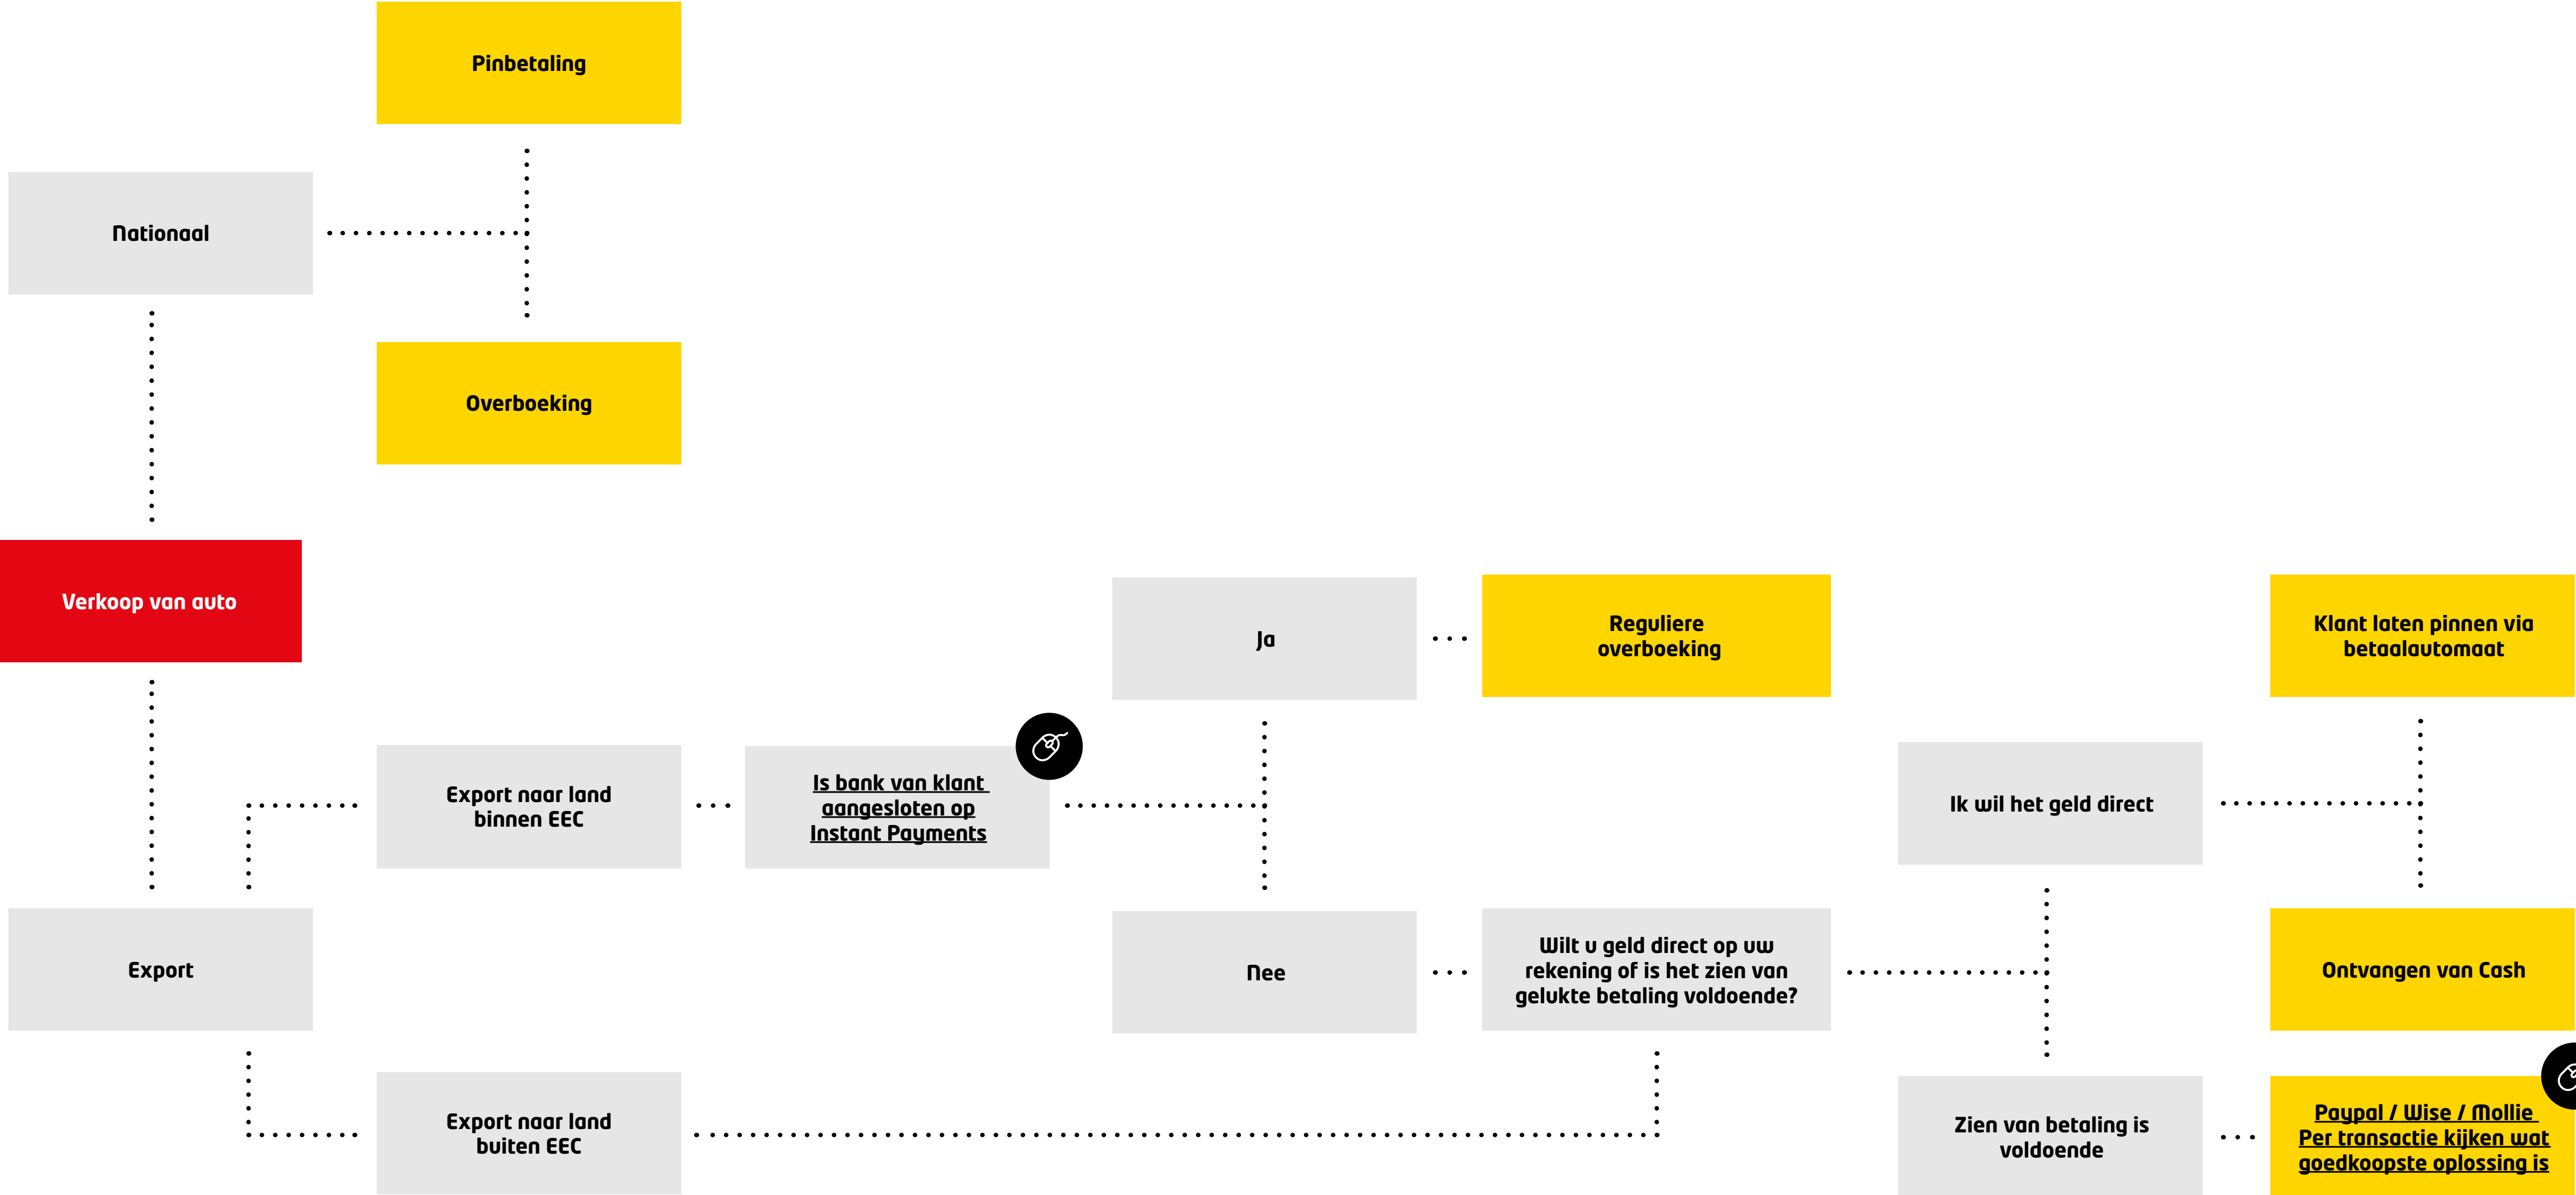 Pinbetaling
Nationaal
Overboeking
Verkoop van auto
Ja
Reguliere
overboeking
Klant laten pinnen via
betaalautomaat
Export naar land
binnen EEC
Is bank van klant
aangesloten op
Instant Payments
Ik wil het geld direct
Export
Nee
Wilt u geld direct op uw
rekening of is het zien van
gelukte betaling voldoende?
Ontvangen van Cash
Export naar land
buiten EEC
Zien van betaling is
voldoende
Paypal / Wise / Mollie
Per transactie kijken wat
goedkoopste oplossing is